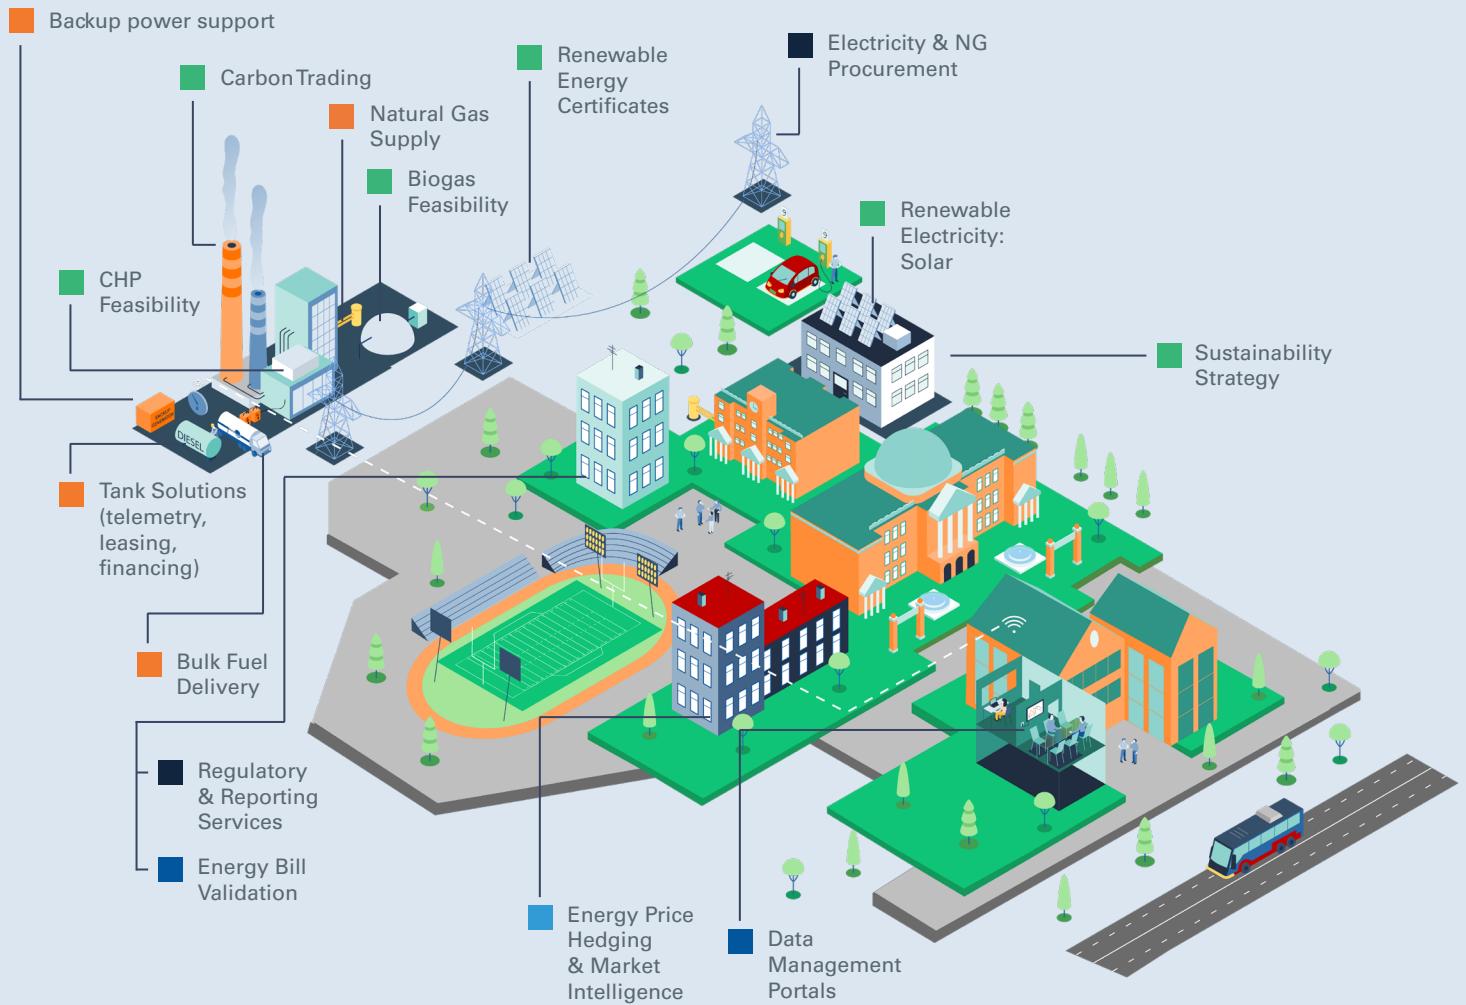 Backup power support
Carbon Trading
Natural Gas
Supply
Biogas
Feasibility
Renewable
Energy
Certificates
Electricity & NG
Procurement
Renewable
Electricity:
Solar
CHP
Feasibility
Sustainability
Strategy
BACKUP
GENERATOR
DIESEL
Tank Solutions
(telemetry,
leasing,
financing)
Bulk Fuel
Delivery
Regulatory
& Reporting
Services
Energy Bill
Validation
Energy Price
Hedging
& Market
Intelligence
Data
Management
Portals